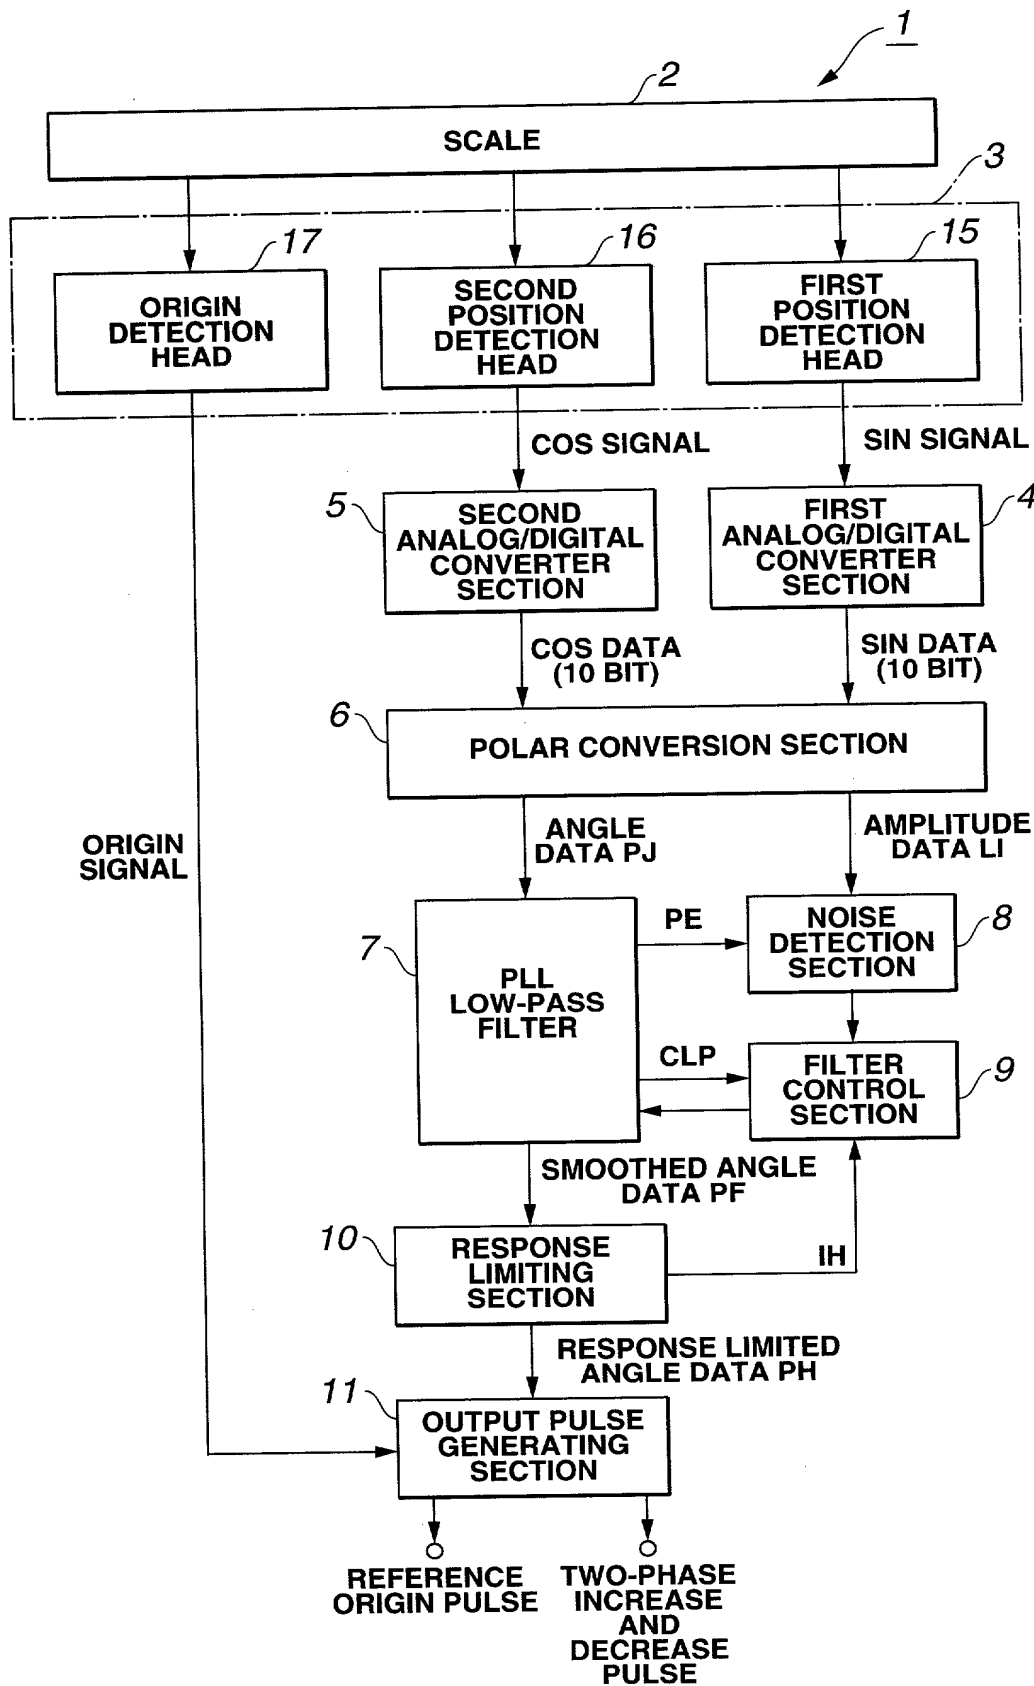 1
2
SCALE
3
17
16
15
ORIGIN
DETECTION
HEAD
SECOND
POSITION
DETECTION
HEAD
FIRST
POSITION
DETECTION
HEAD
COS SIGNAL
SIN SIGNAL
5
SECOND
ANALOG/DIGITAL
CONVERTER
SECTION
FIRST
ANALOG/DIGITAL
CONVERTER
SECTION
4
COS DATA
(10 BIT)
SIN DATA
(10 BIT)
6
POLAR CONVERSION SECTION
ORIGIN
SIGNAL
ANGLE
DATA PJ
AMPLITUDE
DATA LI
7
PLL
LOW-PASS
FILTER
PE
NOISE
DETECTION
SECTION
8
CLP
FILTER
CONTROL
SECTION
9
SMOOTHED ANGLE
DATA PF
10
RESPONSE
LIMITING
SECTION
IH
RESPONSE LIMITED
ANGLE DATA PH
11
OUTPUT PULSE
GENERATING
SECTION
REFERENCE
ORIGIN PULSE
TWO-PHASE
INCREASE
AND
DECREASE
PULSE